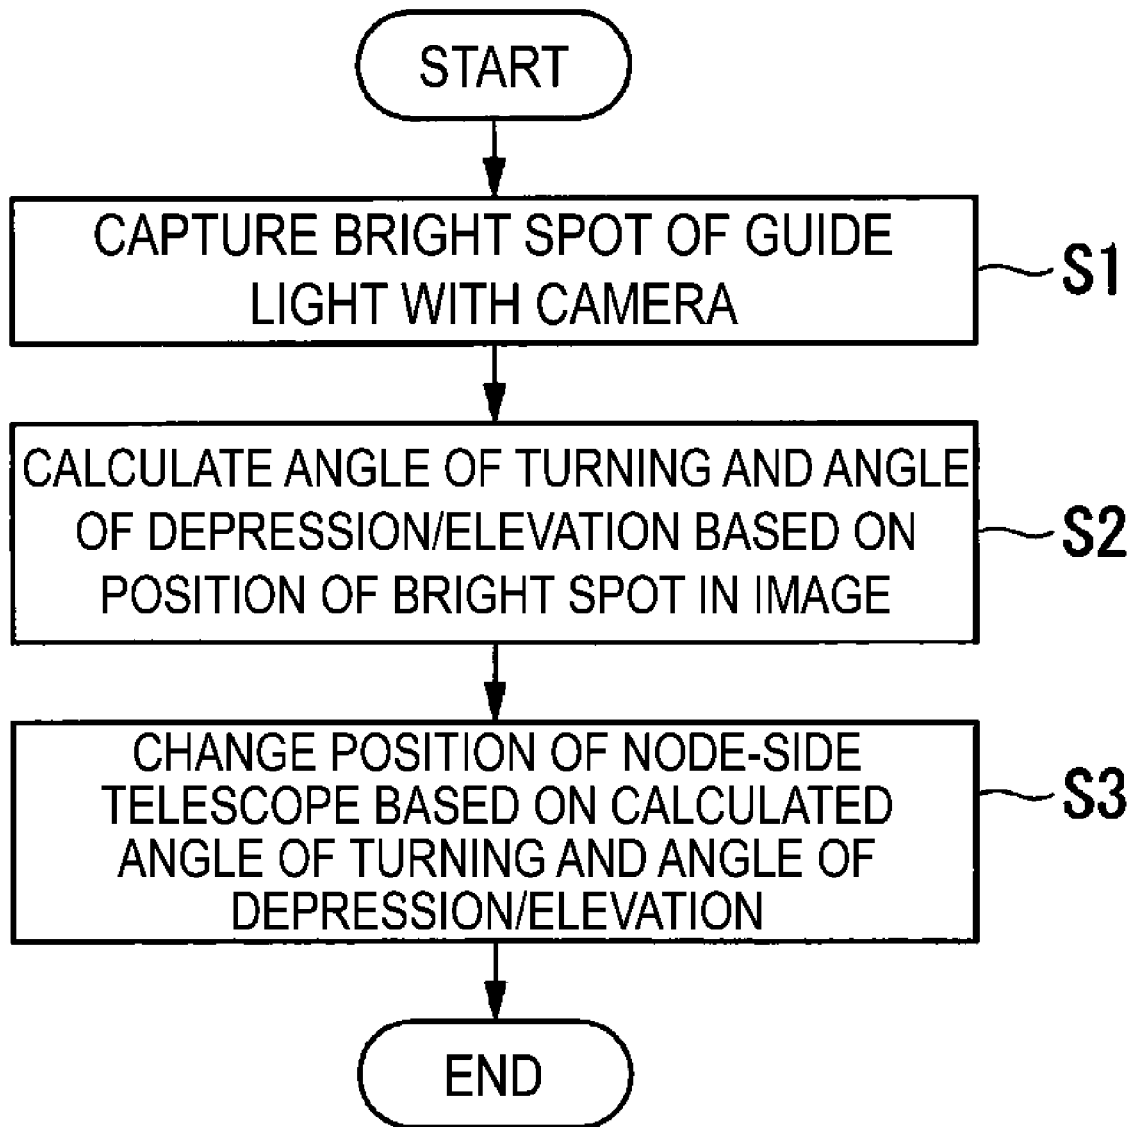 START
CAPTURE BRIGHT SPOT OF GUIDE
LIGHT WITH CAMERA
S1
CALCULATE ANGLE OF TURNING AND ANGLE
OF DEPRESSION/ELEVATION BASED ON
POSITION OF BRIGHT SPOT IN IMAGE
S2
CHANGE POSITION OF NODE-SIDE
TELESCOPE BASED ON CALCULATED
ANGLE OF TURNING AND ANGLE OF
DEPRESSION/ELEVATION
S3
END